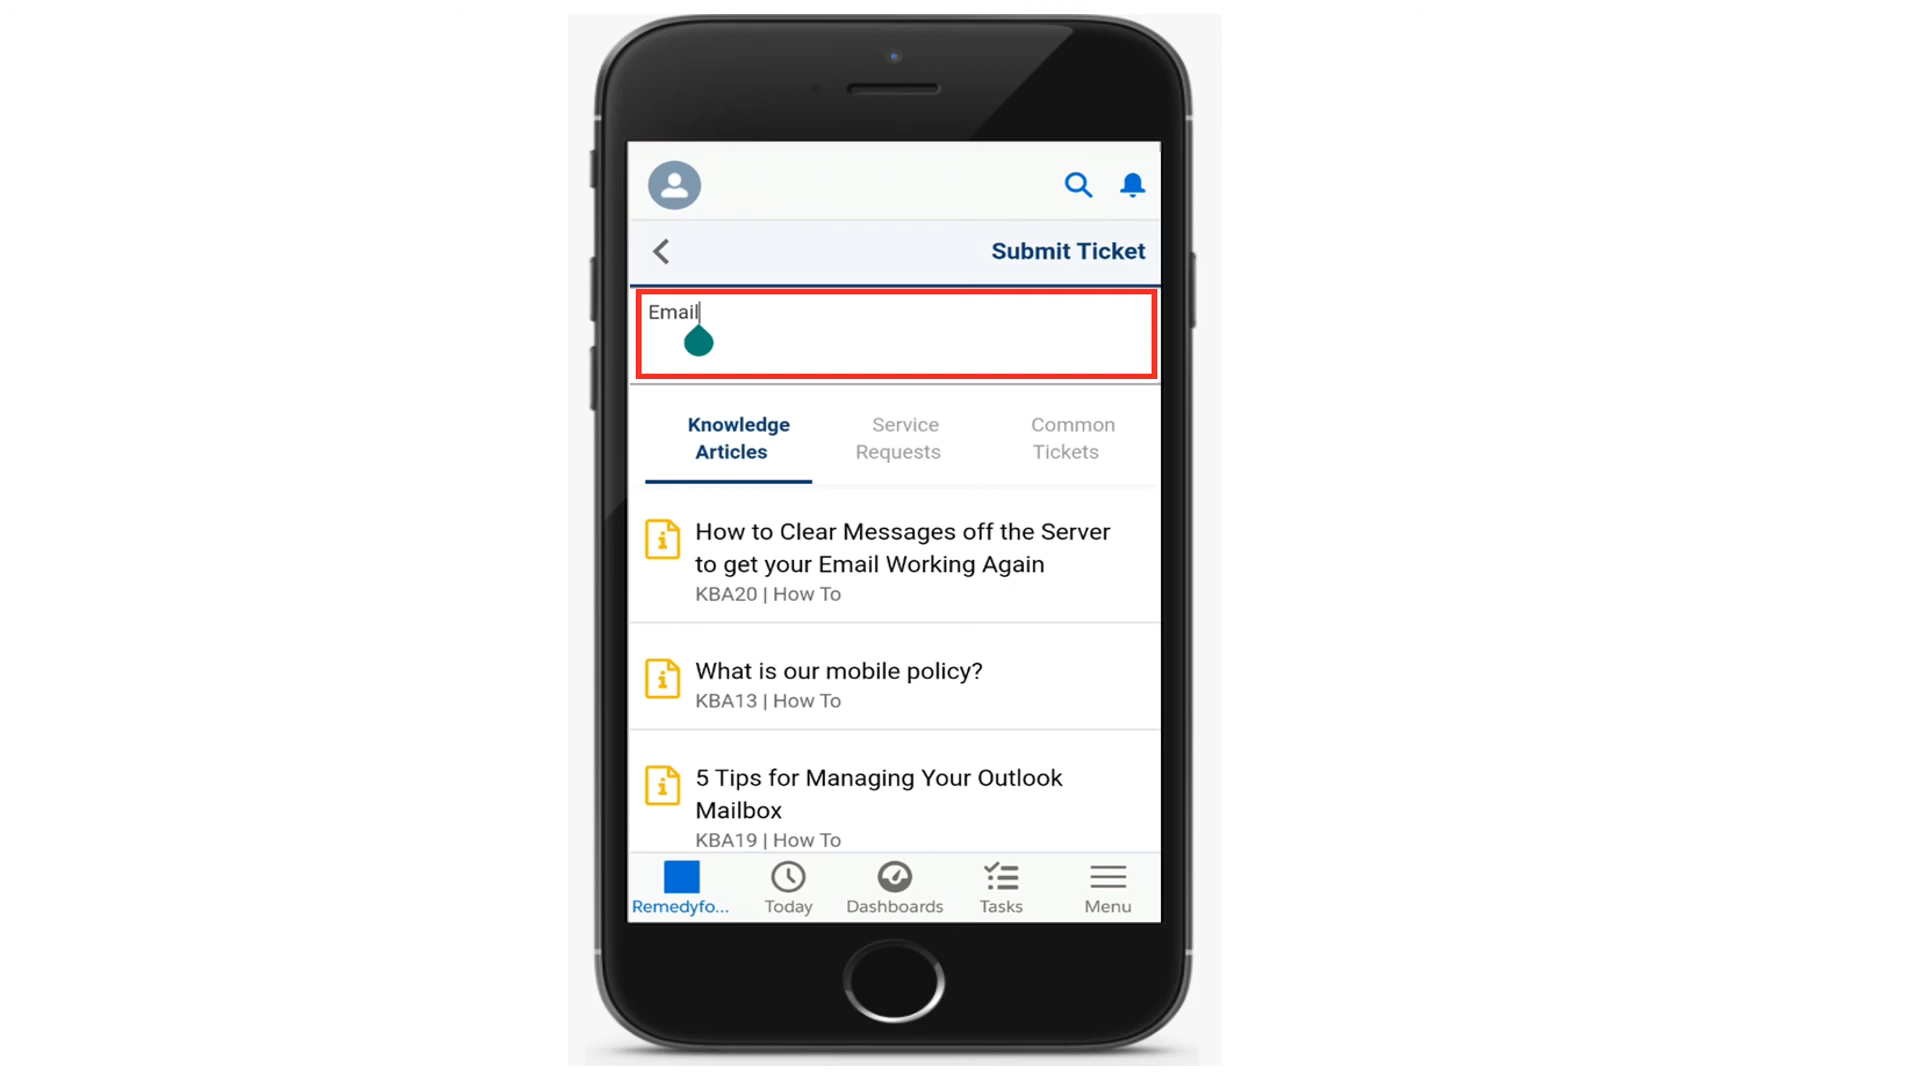 Submit Ticket
Email
Knowledge
Articles
Service
Requests
Common
Tickets
How to Clear Messages off the Server
to get your Email Working Again
KBA20 | How To
What is our mobile policy?
KBA13 | How To
5 Tips for Managing Your Outlook
Mailbox
KBA19 | How To
Remedyfo...
Today
Dashboards
Tasks
Menu